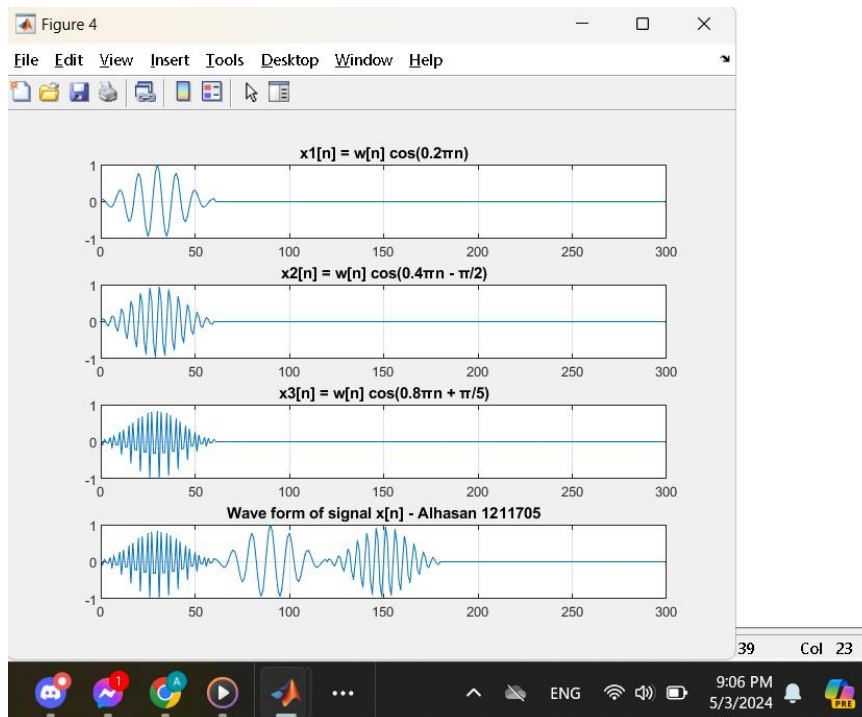 Figure 4
File Edit View Insert Tools Desktop Window Help
x1[n] = w[n] cos(0.2πn)
1
0
-1
0 50 100 150 200 250 300
x2[n] = w[n] cos(0.4πn - π/2)
1
0
-1
0 50 100 150 200 250 300
x3[n] = w[n] cos(0.8πn + π/5)
1
0
-1
0 50 100 150 200 250 300
Wave form of signal x[n] - Alhasan 1211705
1
0
-1
0 50 100 150 200 250 300
39 Col 23
1
A
ENG
9:06 PM
5/3/2024
PRE